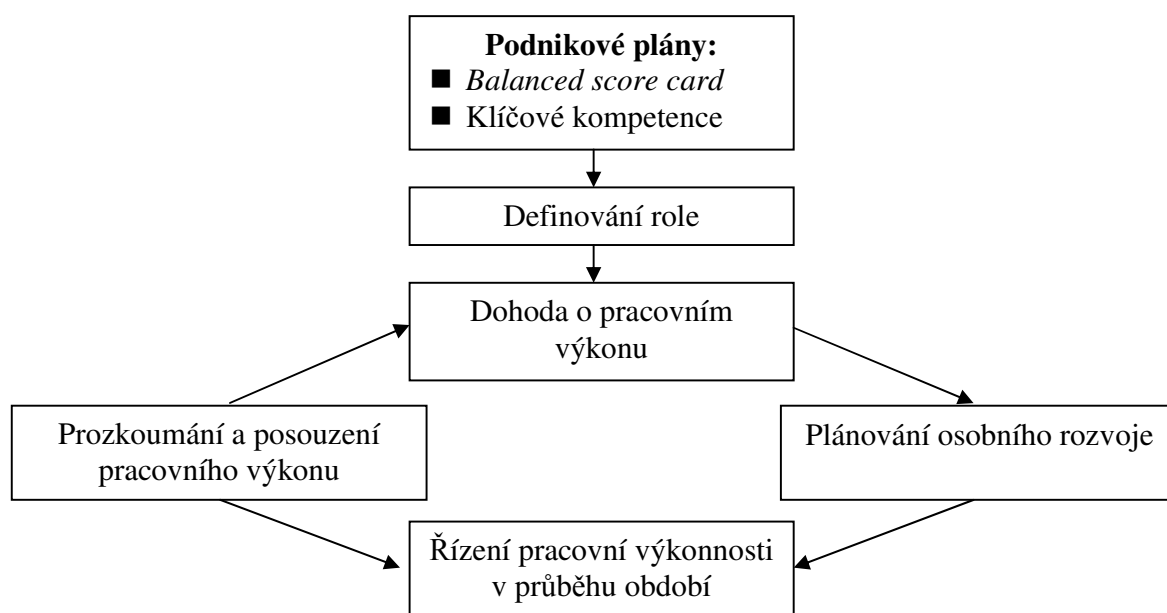 Podnikové plány:
■ Balanced score card
■ Klíčové kompetence
Definování role
Dohoda o pracovním
výkonu
Prozkoumání a posouzení
pracovního výkonu
Plánování osobního rozvoje
Řízení pracovní výkonnosti
v průběhu období